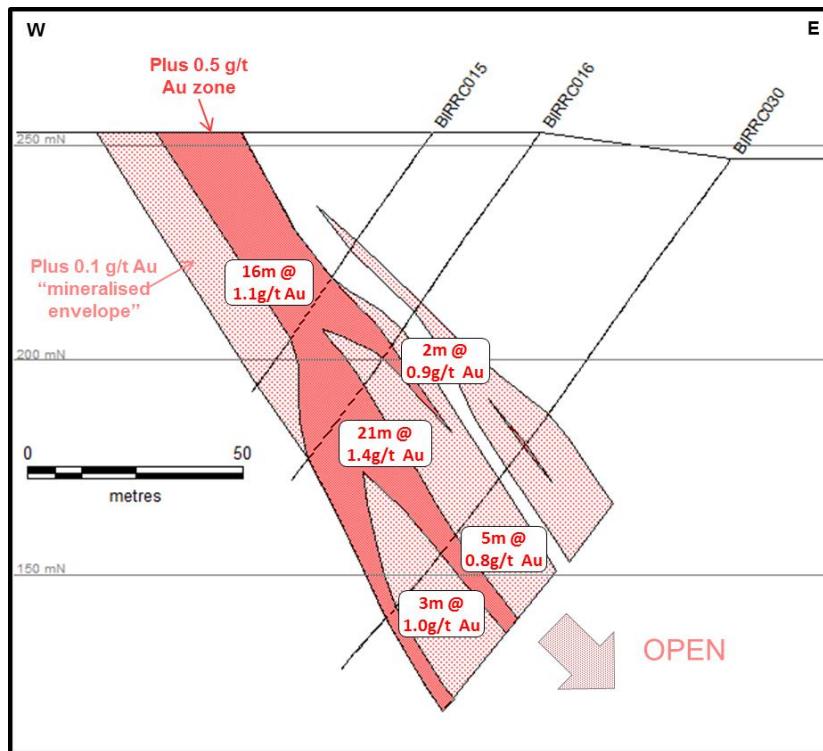 W
E
Plus 0.5 g/t
Au zone
BIRRC015
BIRRC016
BIRRC030
250 mN
Plus 0.1 g/t Au
“mineralised
envelope”
16m @
1.1g/t Au
2m @
0.9g/t Au
200 mN
21m @
1.4g/t Au
0
50
metres
5m @
0.8g/t Au
150 mN
3m @
1.0g/t Au
OPEN